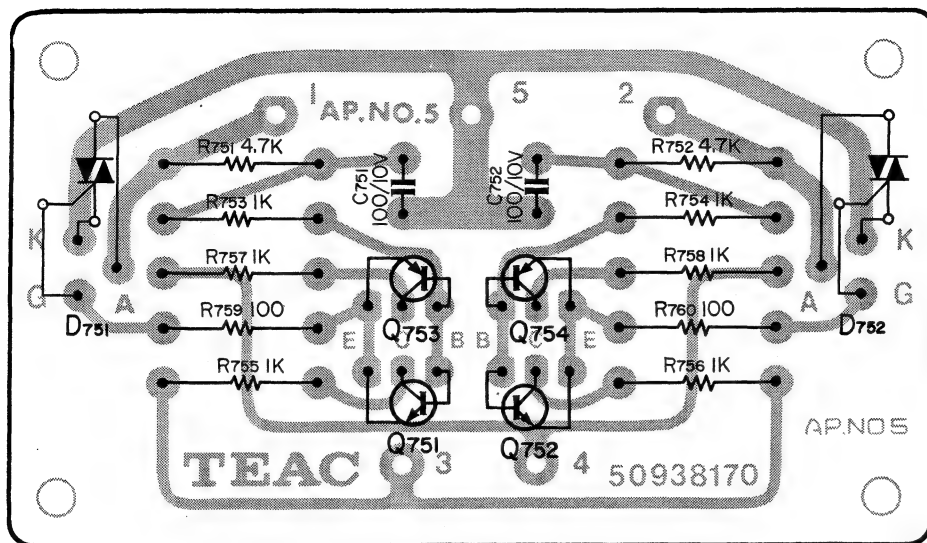 1 AP.NO.5 5 2
R751 4.7K R752 4.7K
C751 100/10V C752 100/10V
R753 1K R754 1K
K R757 1K R758 1K K
G A A G
D751 R759 100 Q753 Q754 R760 100 D752
E C B B C E
R755 1K R756 1K
AP.NO5
Q751 Q752
TEAC 3 4 50938170